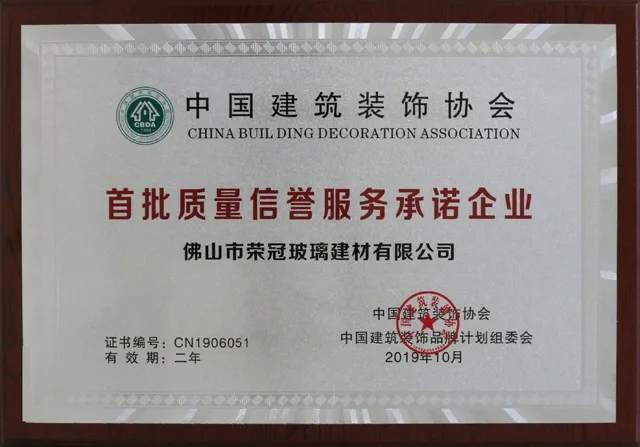 中国建筑装饰协会
CHINA BUILDING DECORATION ASSOCIATION
CBDA
1984
首批质量信誉服务承诺企业
佛山市荣冠玻璃建材有限公司
中国建筑装饰协会
证书编号：CN1906051
中国建筑装饰品牌计划组委会
有效期：二年
2019年10月